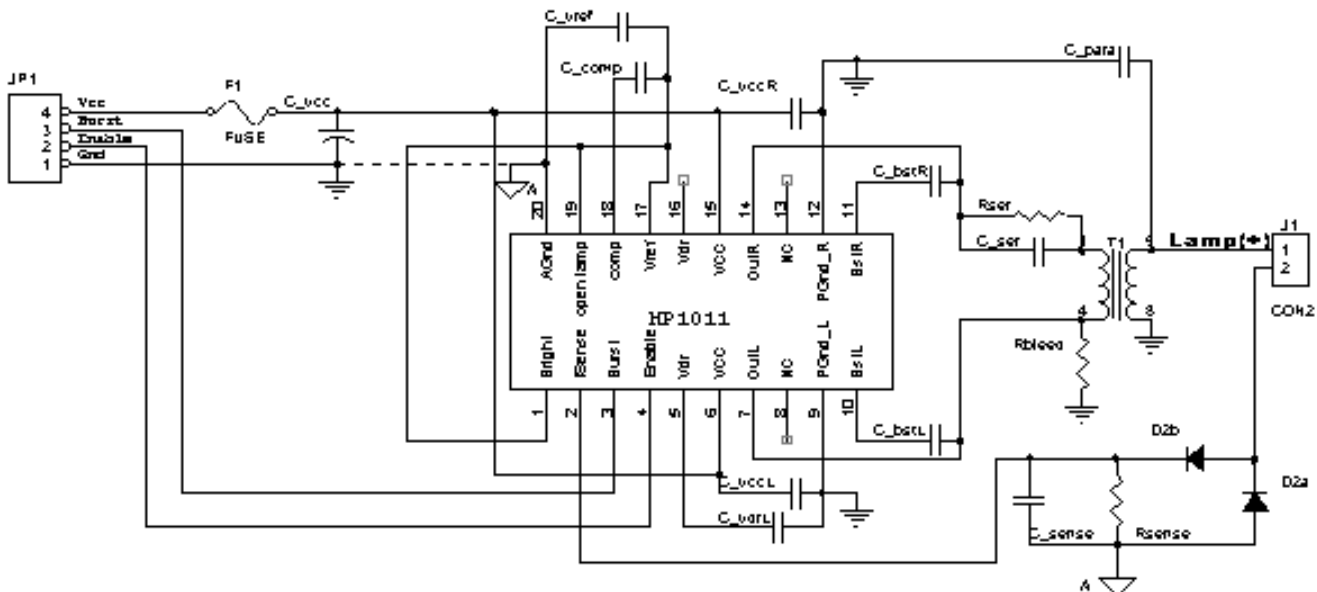 C_vref
C_para
C_comp
JP1
F1
C_vcc
C_vccR
Vcc
4
Burst
3
FUSE
Enable
2
Gnd
1
A
C_bstR
20
19
18
17
16
15
14
13
12
11
Rser
AGnd
open lamp
comp
Vref
Vdr
VCC
OutR
NC
PGnd_R
BstR
C_ser
T1
Lamp(+)
J1
1
2
CON2
HP1011
4
Rbleed
Bright
ISense
Burst
Enable
Vdr
VCC
OutL
NC
PGnd_L
BstL
1
2
3
4
5
6
7
8
9
10
C_bstL
D2b
C_vccL
D2a
C_vdrL
C_sense
Rsense
A